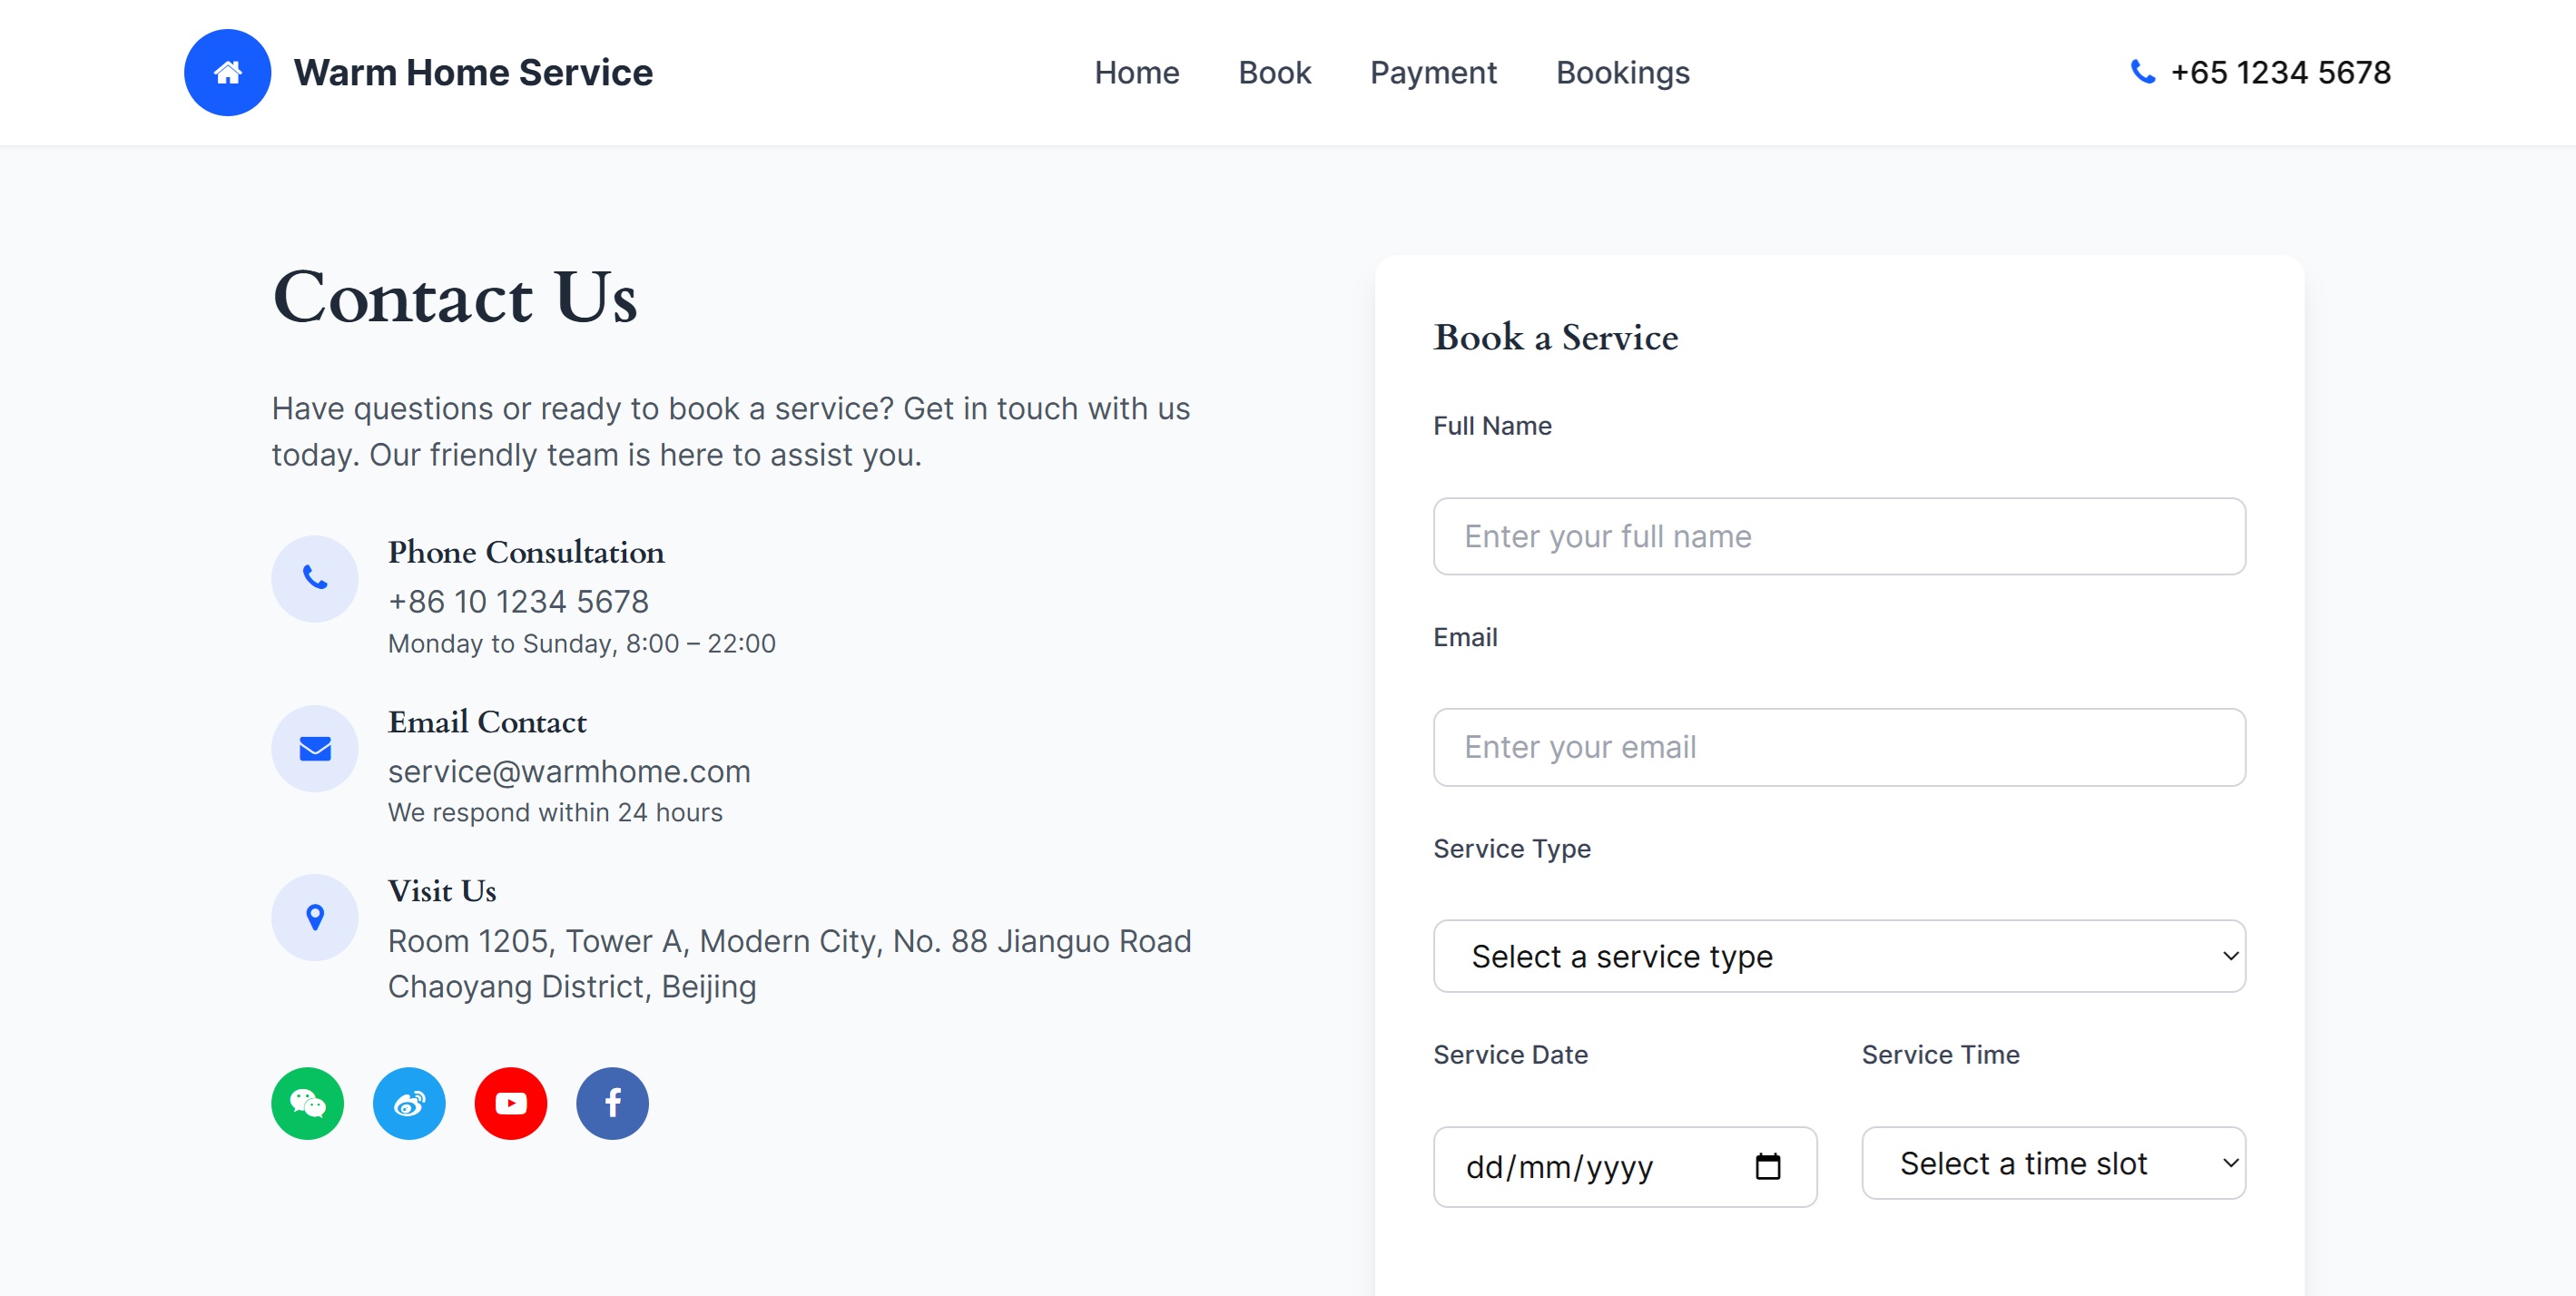 Warm Home Service
Home
Book
Payment
Bookings
+65 1234 5678
Contact Us
Have questions or ready to book a service? Get in touch with us
today. Our friendly team is here to assist you.
Phone Consultation
+86 10 1234 5678
Monday to Sunday, 8:00 – 22:00
Email Contact
service@warmhome.com
We respond within 24 hours
Visit Us
Room 1205, Tower A, Modern City, No. 88 Jianguo Road
Chaoyang District, Beijing
Book a Service
Full Name
Enter your full name
Email
Enter your email
Service Type
Select a service type
Service Date
Service Time
dd/mm/yyyy
Select a time slot